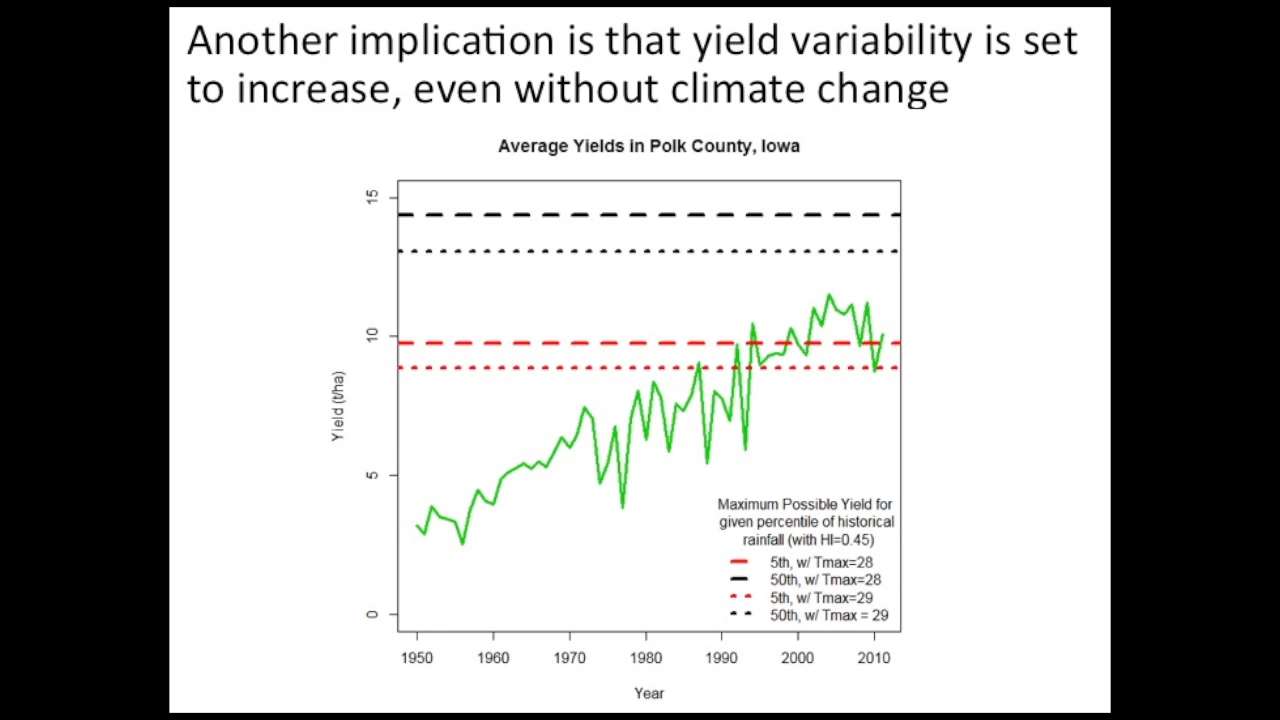 Another implication is that yield variability is set
to increase, even without climate change
Average Yields in Polk County, Iowa
15
10
5
0
Yield (t/ha)
Maximum Possible Yield for
given percentile of historical
rainfall (with HI=0.45)
5th, w/ Tmax=28
50th, w/ Tmax=28
5th, w/ Tmax=29
50th, w/ Tmax = 29
1950 1960 1970 1980 1990 2000 2010
Year